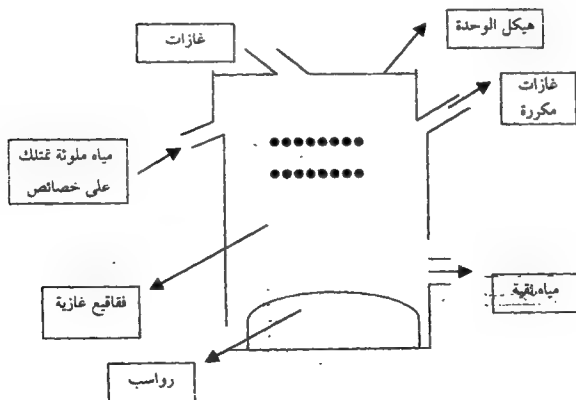 غازات
هيكل الوحدة
غازات
مكررة
مياه ملوثة تمتلك
على خصائص
فقاقيع غازية
مياه نقية
رواسب